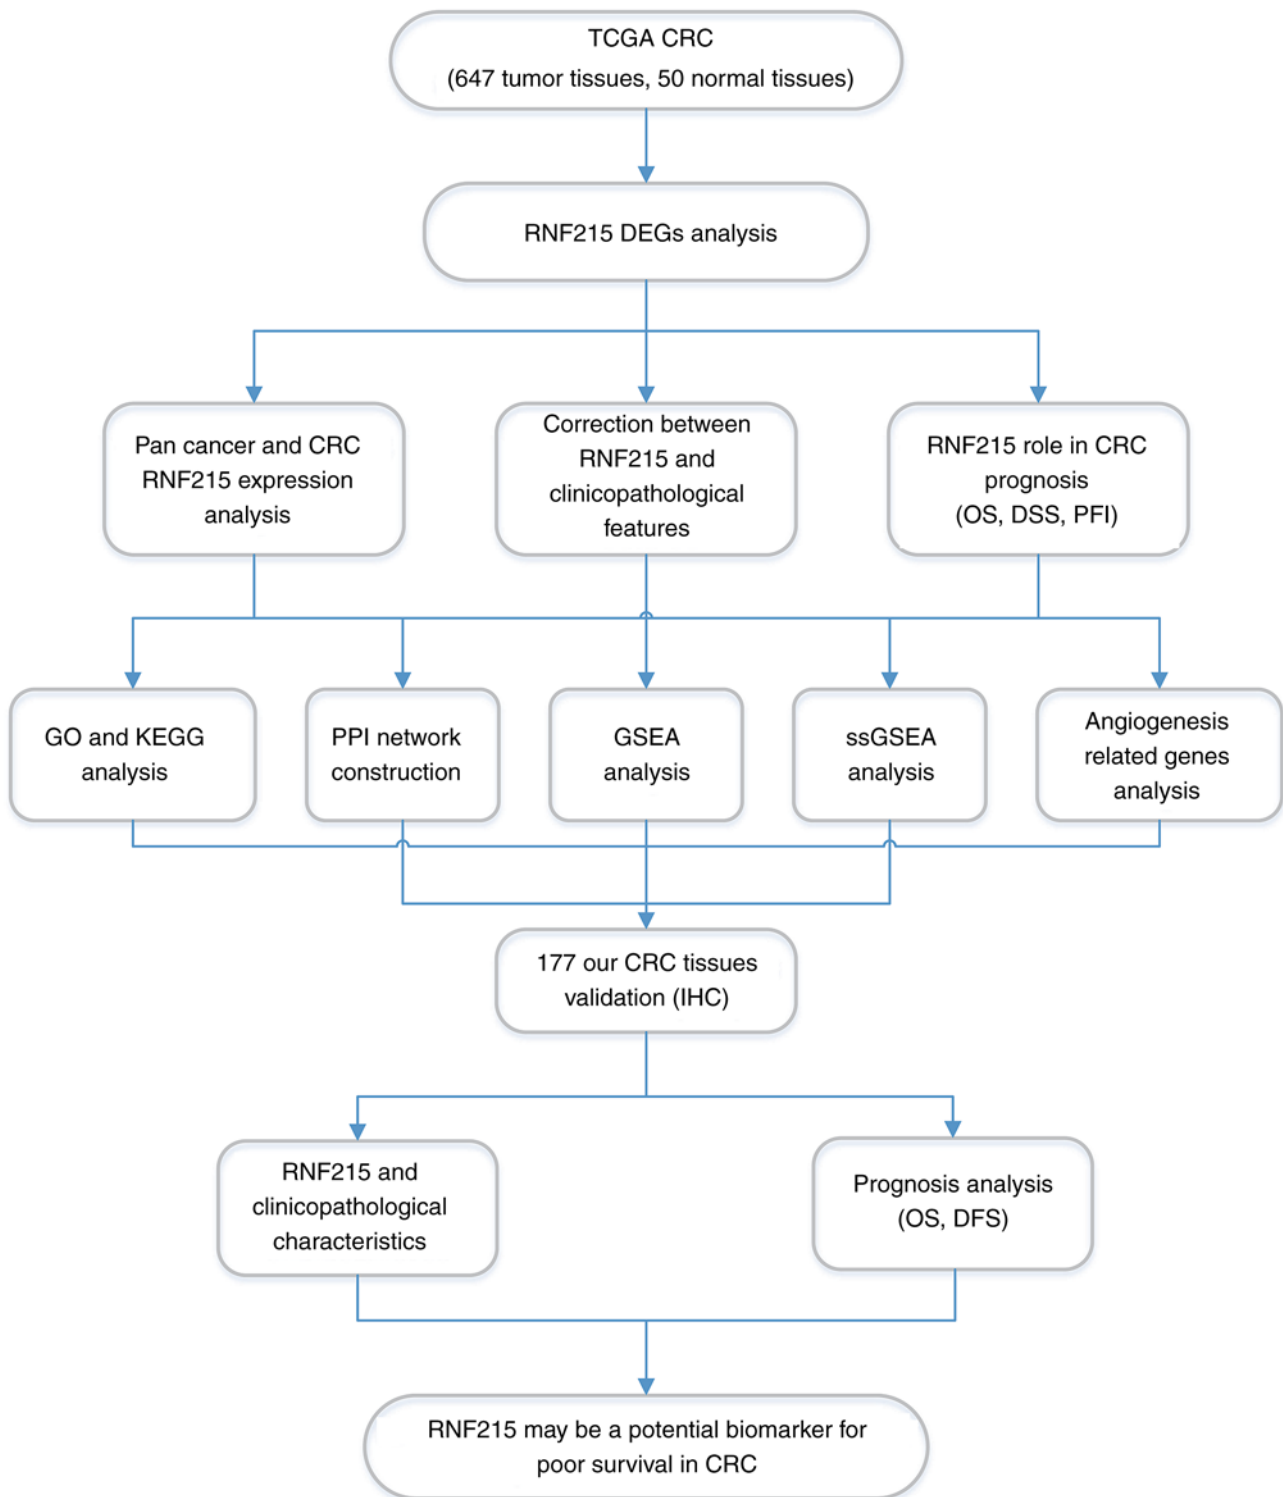 TCGA CRC
(647 tumor tissues, 50 normal tissues)
RNF215 DEGs analysis
Pan cancer and CRC
RNF215 expression
analysis
Correction between
RNF215 and
clinicopathological
features
RNF215 role in CRC
prognosis
(OS, DSS, PFI)
GO and KEGG
analysis
PPI network
construction
GSEA
analysis
ssGSEA
analysis
Angiogenesis
related genes
analysis
177 our CRC tissues
validation (IHC)
RNF215 and
clinicopathological
characteristics
Prognosis analysis
(OS, DFS)
RNF215 may be a potential biomarker for
poor survival in CRC